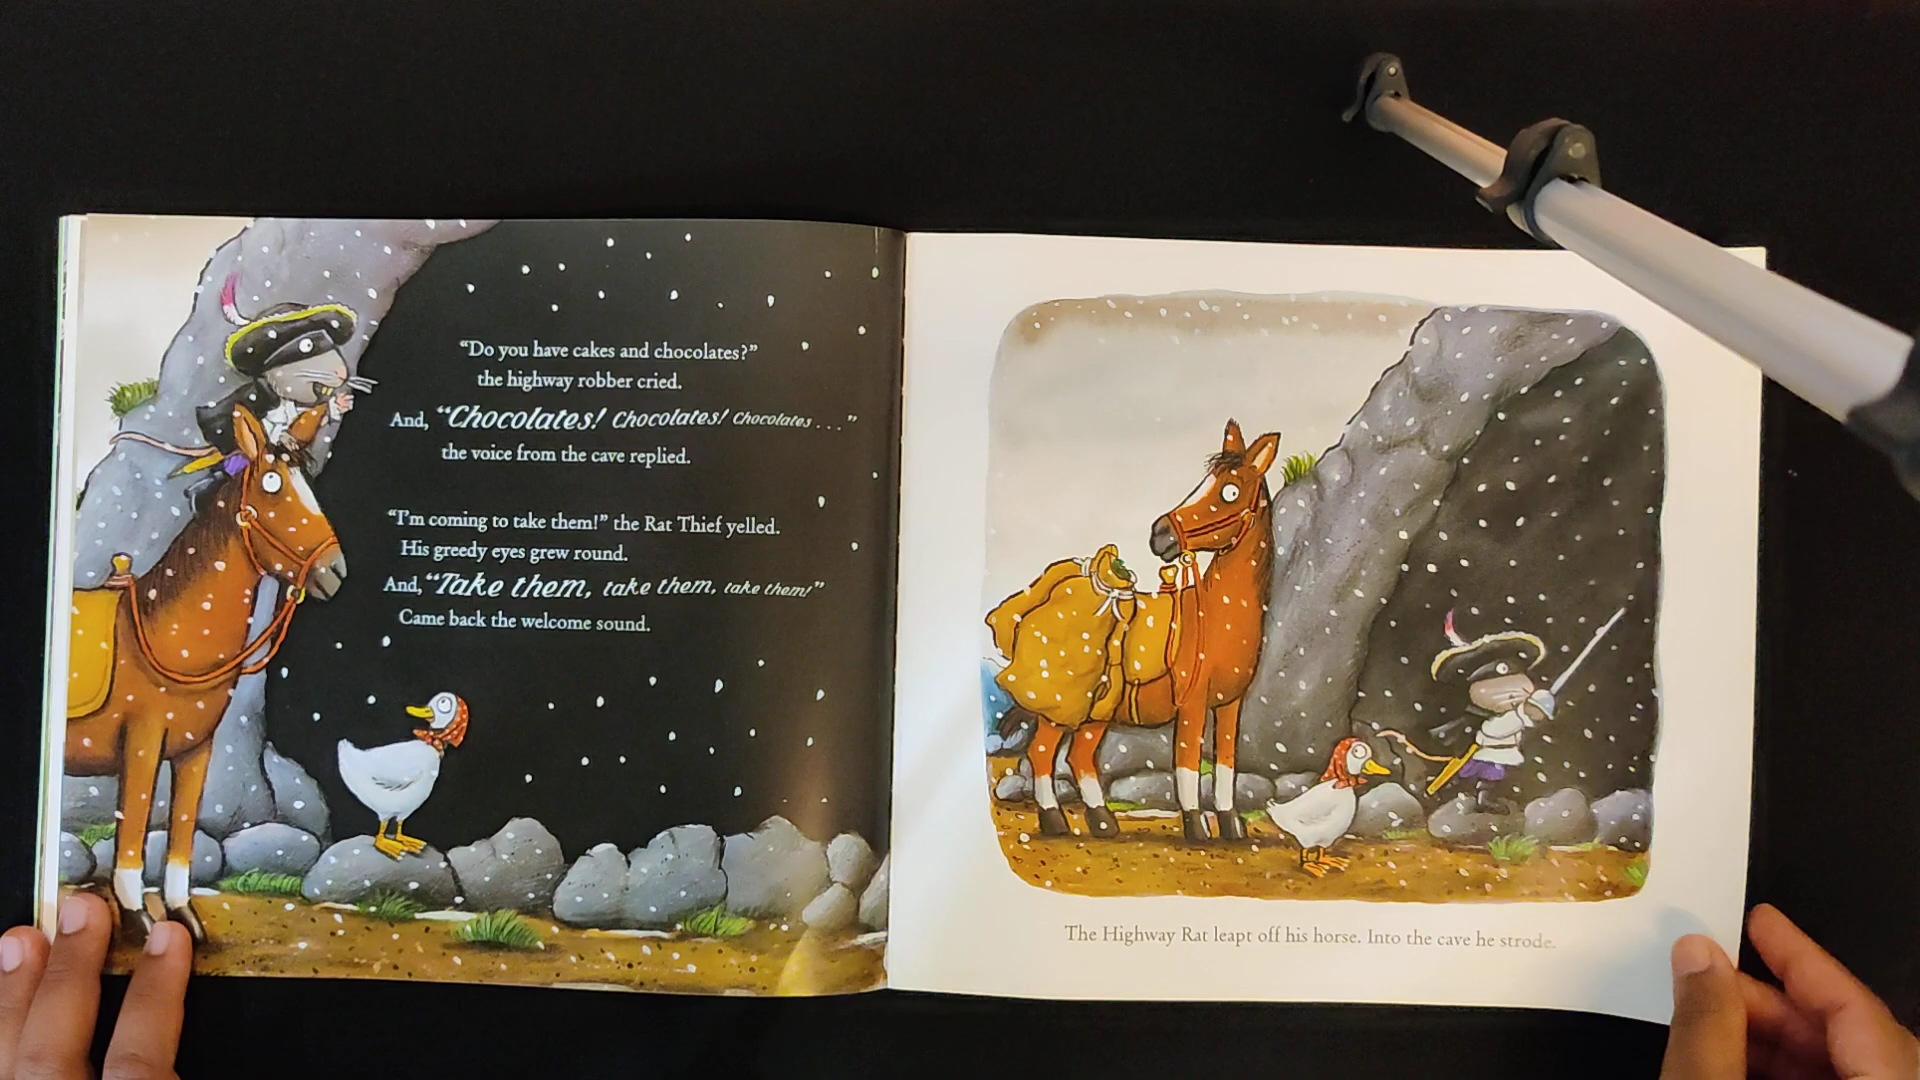 “Do you have cakes and chocolates?”
the highway robber cried.
And, “Chocolates! Chocolates! Chocolates . . .”
the voice from the cave replied.
“I’m coming to take them!” the Rat Thief yelled.
His greedy eyes grew round.
And, “Take them, take them, take them!”
Came back the welcome sound.
The Highway Rat leapt off his horse. Into the cave he strode.